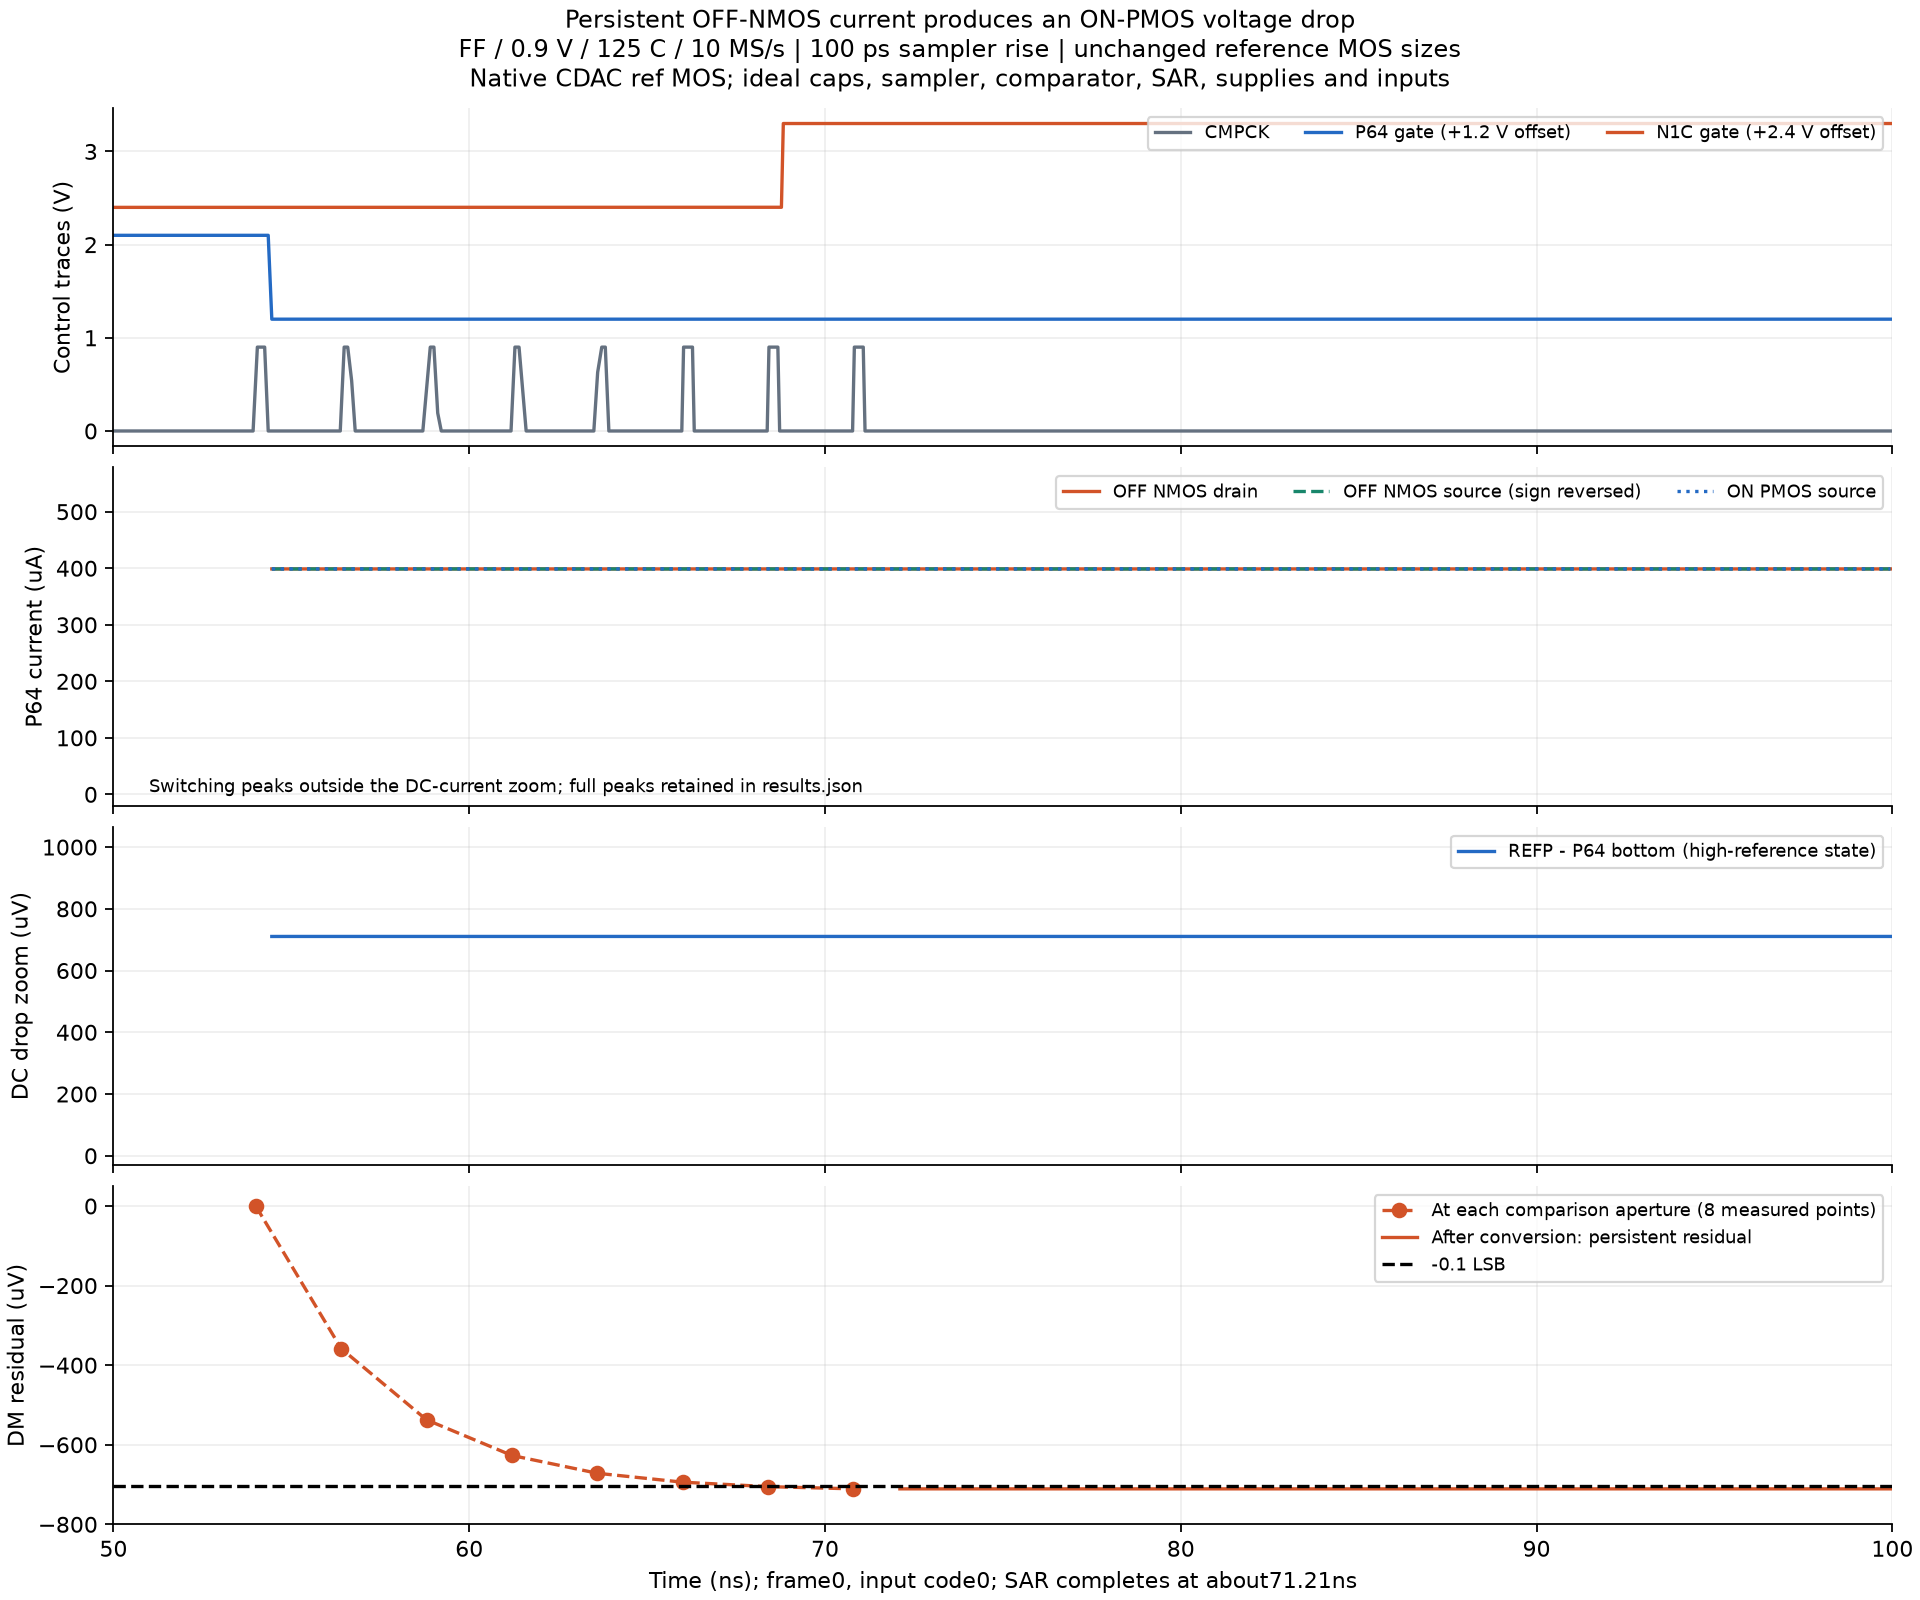 Persistent OFF-NMOS current produces an ON-PMOS voltage drop
FF / 0.9 V / 125 C / 10 MS/s | 100 ps sampler rise | unchanged reference MOS sizes
Native CDAC ref MOS; ideal caps, sampler, comparator, SAR, supplies and inputs
Control traces (V)
3
2
1
0
CMPCK
P64 gate (+1.2 V offset)
N1C gate (+2.4 V offset)
P64 current (uA)
500
400
300
200
100
0
OFF NMOS drain
OFF NMOS source (sign reversed)
ON PMOS source
Switching peaks outside the DC-current zoom; full peaks retained in results.json
DC drop zoom (uV)
1000
800
600
400
200
0
REFP - P64 bottom (high-reference state)
DM residual (uV)
0
−200
−400
−600
−800
At each comparison aperture (8 measured points)
After conversion: persistent residual
-0.1 LSB
50
60
70
80
90
100
Time (ns); frame0, input code0; SAR completes at about71.21ns